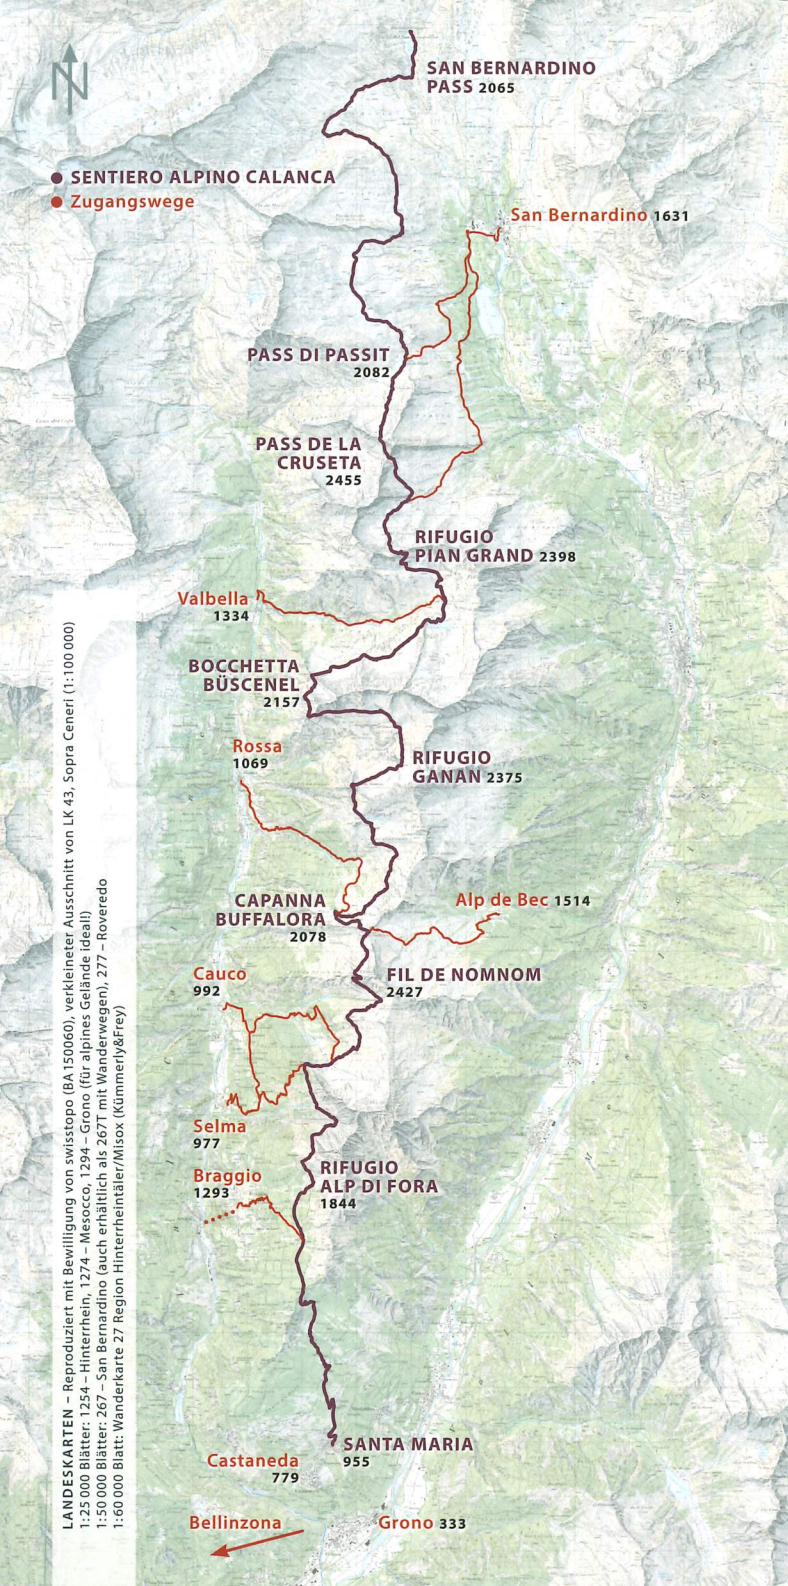 N
SAN BERNARDINO
PASS 2065
SENTIERO ALPINO CALANCA
Zugangswege
San Bernardino 1631
PASS DI PASSIT
2082
PASS DE LA
CRUSETA
2455
RIFUGIO
PIAN GRAND 2398
Valbella
1334
BOCCHETTA
BÜSCENEL
2157
Rossa
1069
RIFUGIO
GANAN 2375
CAPANNA
BUFFALORA
2078
Alp de Bec 1514
Cauco
992
FIL DE NOMNOM
2427
Selma
977
Braggio
1293
RIFUGIO
ALP DI FORA
1844
SANTA MARIA
955
Castaneda
779
Bellinzona
Grono 333
LANDESKARTEN – Reproduziert mit Bewilligung von swisstopo (BA150060), verkleineter Ausschnitt von LK 43, Sopra Ceneri (1:100 000)
1:25 000 Blätter: 1254 – Hinterrhein, 1274 – Mesocco, 1294 – Grono (für alpines Gelände ideal!)
1:50 000 Blätter: 267 – San Bernardino (auch erhältlich als 267T mit Wanderwegen), 277 – Roveredo
1:60 000 Blatt: Wanderkarte 27 Region Hinterrheintäler/Misox (Kümmerly&Frey)